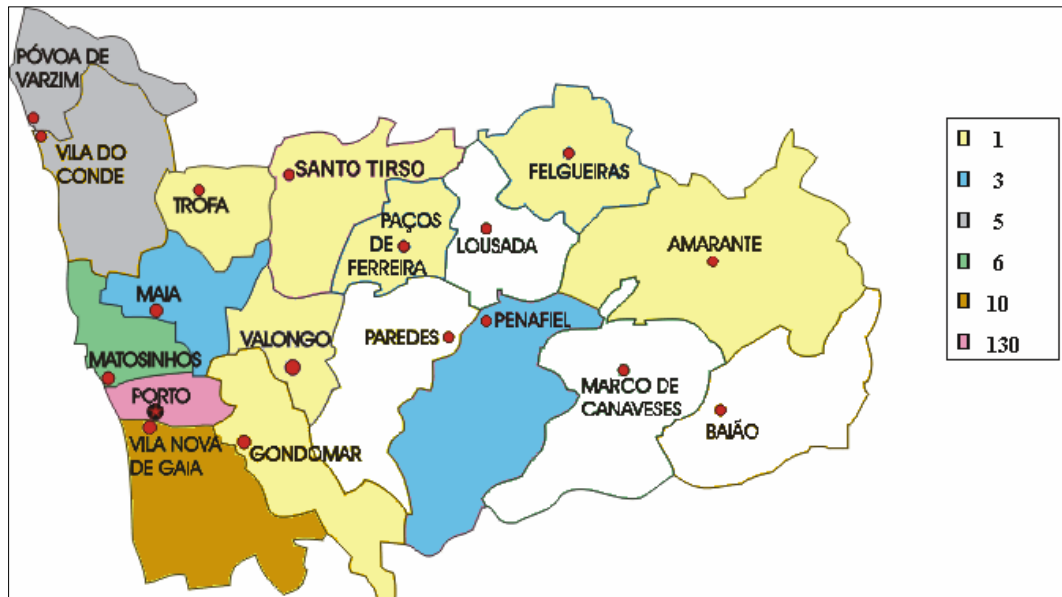 PÓVOA DE
VARZIM
VILA DO
CONDE
TROFA
SANTO TIRSO
PAÇOS
DE
FERREIRA
LOUSADA
FELGUEIRAS
AMARANTE
MAIA
VALONGO
PAREDES
PENAFIEL
MATOSINHOS
MARCO DE
CANAVESES
BAIÃO
PORTO
VILA NOVA
DE GAIA
GONDOMAR
1
3
5
6
10
130